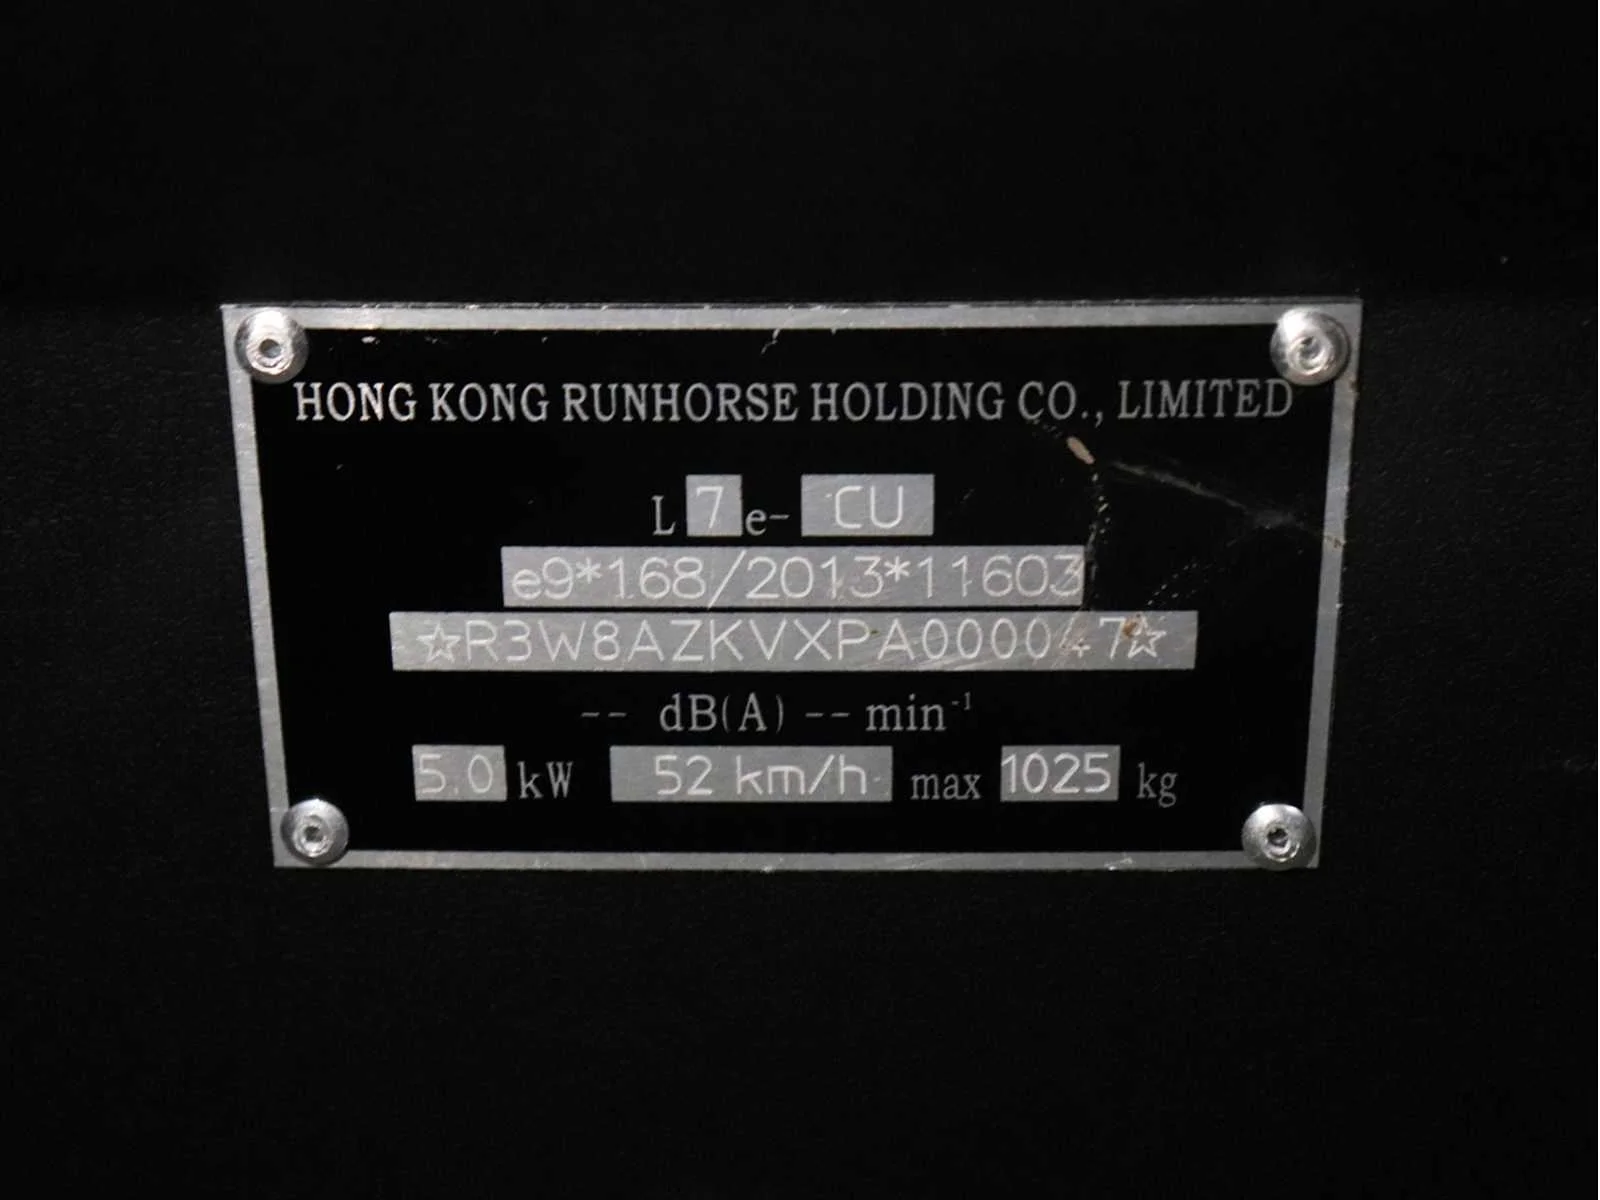 HONG KONG RUNHORSE HOLDING CO., LIMITED
L 7 e- CU
e9*168/2013*11603
☆R3W8AZKVXPA000047☆
-- dB(A) -- min⁻¹
5.0 kW 52 km/h max 1025 kg